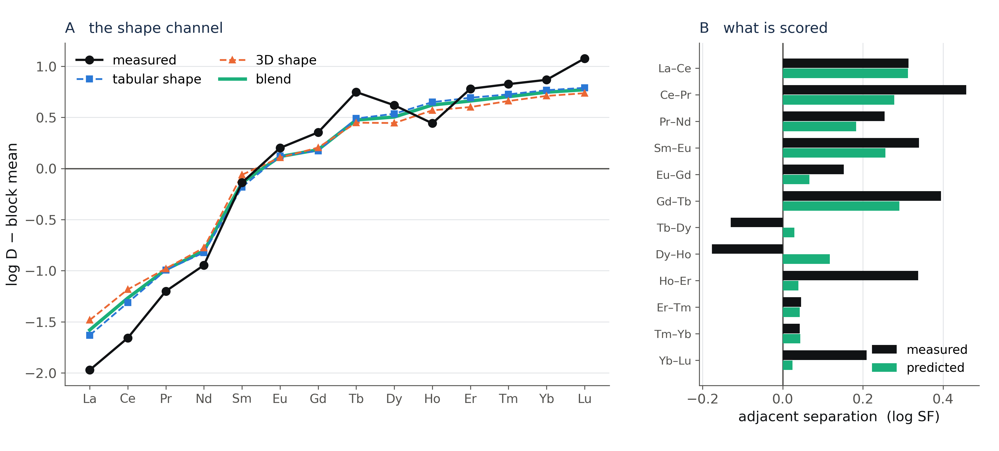 A the shape channel
measured
tabular shape
3D shape
blend
log D − block mean
1.0
0.5
0.0
−0.5
−1.0
−1.5
−2.0
La Ce Pr Nd Sm Eu Gd Tb Dy Ho Er Tm Yb Lu
B what is scored
La–Ce
Ce–Pr
Pr–Nd
Sm–Eu
Eu–Gd
Gd–Tb
Tb–Dy
Dy–Ho
Ho–Er
Er–Tm
Tm–Yb
Yb–Lu
measured
predicted
−0.2 0.0 0.2 0.4
adjacent separation (log SF)